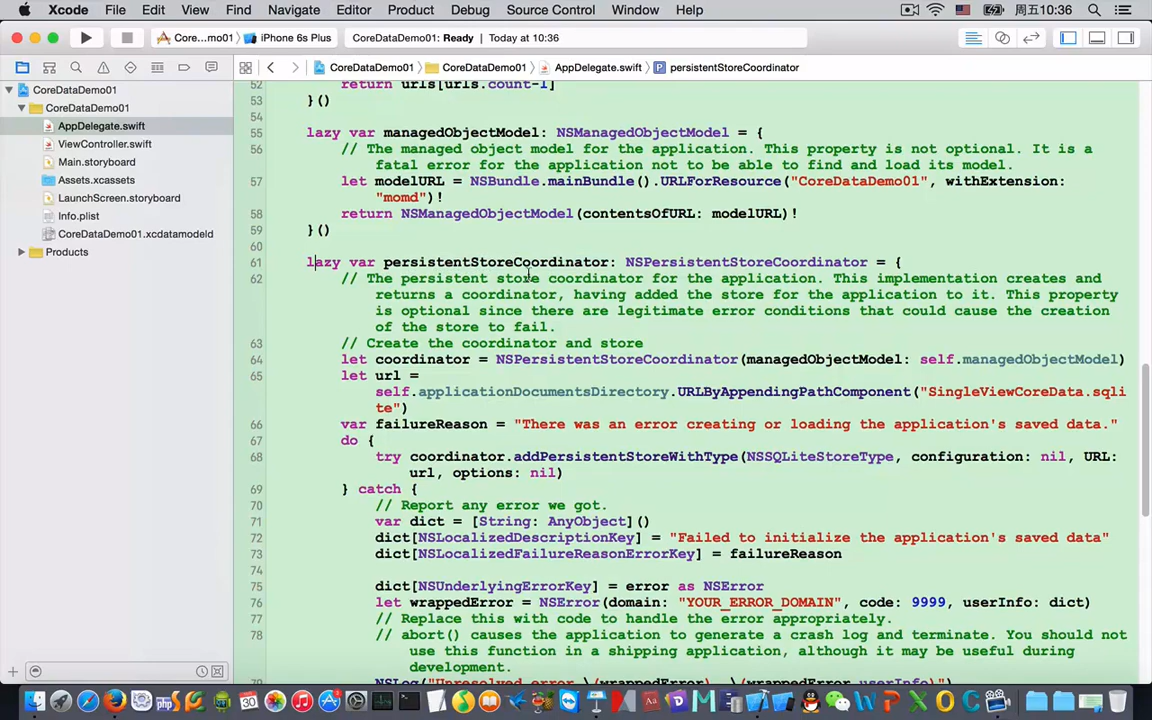 Xcode File Edit View Find Navigate Editor Product Debug Source Control Window Help 周五10:36
Core...mo01 iPhone 6s Plus CoreDataDemo01: Ready Today at 10:36
CoreDataDemo01 CoreDataDemo01 AppDelegate.swift P persistentStoreCoordinator
CoreDataDemo01
CoreDataDemo01
AppDelegate.swift
ViewController.swift
Main.storyboard
Assets.xcassets
LaunchScreen.storyboard
Info.plist
CoreDataDemo01.xcdatamodeld
Products
52 return urls[urls.count-1]
53 }()
54
55 lazy var managedObjectModel: NSManagedObjectModel = {
56 // The managed object model for the application. This property is not optional. It is a
fatal error for the application not to be able to find and load its model.
57 let modelURL = NSBundle.mainBundle().URLForResource("CoreDataDemo01", withExtension:
"momd")!
58 return NSManagedObjectModel(contentsOfURL: modelURL)!
59 }()
60
61 lazy var persistentStoreCoordinator: NSPersistentStoreCoordinator = {
62 // The persistent store coordinator for the application. This implementation creates and
returns a coordinator, having added the store for the application to it. This property
is optional since there are legitimate error conditions that could cause the creation
of the store to fail.
63 // Create the coordinator and store
64 let coordinator = NSPersistentStoreCoordinator(managedObjectModel: self.managedObjectModel)
65 let url =
self.applicationDocumentsDirectory.URLByAppendingPathComponent("SingleViewCoreData.sqli
te")
66 var failureReason = "There was an error creating or loading the application's saved data."
67 do {
68 try coordinator.addPersistentStoreWithType(NSSQLiteStoreType, configuration: nil, URL:
url, options: nil)
69 } catch {
70 // Report any error we got.
71 var dict = [String: AnyObject]()
72 dict[NSLocalizedDescriptionKey] = "Failed to initialize the application's saved data"
73 dict[NSLocalizedFailureReasonErrorKey] = failureReason
74
75 dict[NSUnderlyingErrorKey] = error as NSError
76 let wrappedError = NSError(domain: "YOUR_ERROR_DOMAIN", code: 9999, userInfo: dict)
77 // Replace this with code to handle the error appropriately.
78 // abort() causes the application to generate a crash log and terminate. You should not
use this function in a shipping application, although it may be useful during
development.
79 NSLog("Unresolved error \(wrappedError), \(wrappedError.userInfo)")